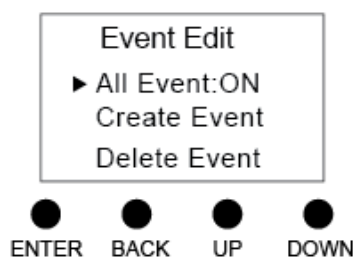 Event Edit
▶ All Event:ON
Create Event
Delete Event
ENTER BACK UP DOWN